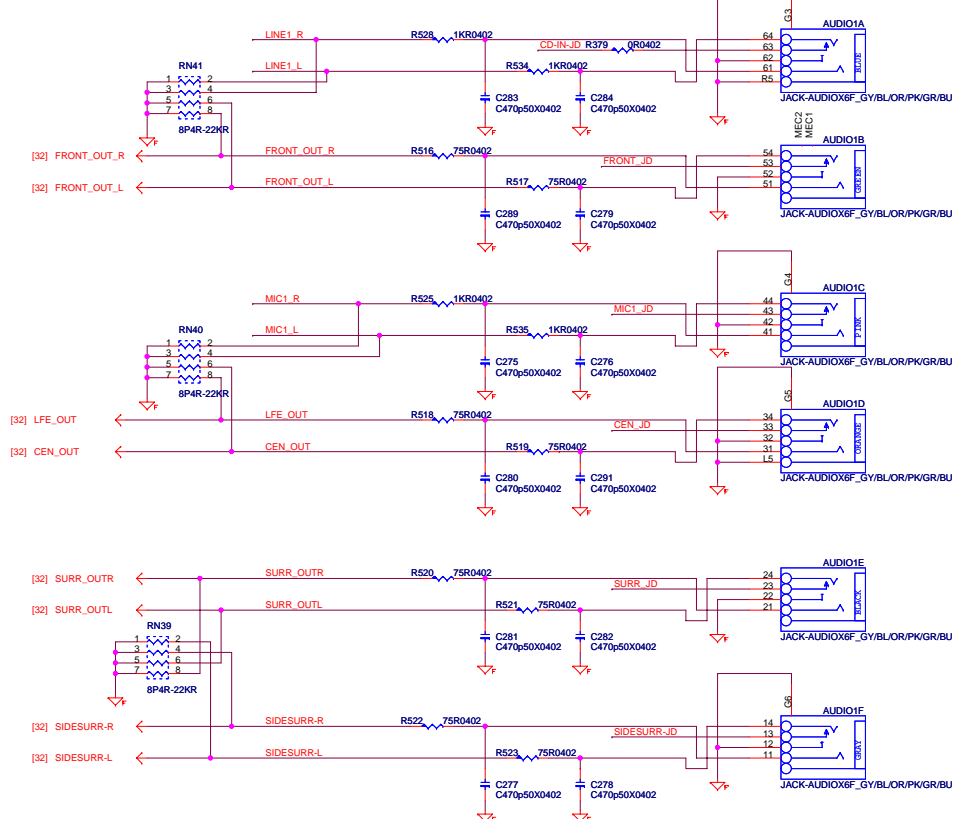 G3
AUDIO1A
LINE1_R R528 1KR0402 64
CD-IN-JD R379 0R0402 63
62
LINE1_L R534 1KR0402 61
BLUE
RN41 R5
1 2
3 4
5 6
7 8
C283 C284
C470p50X0402 C470p50X0402
JACK-AUDIOX6F_GY/BL/OR/PK/GR/BU
8P4R-22KR
F F F F
MEC2
MEC1
AUDIO1B
[32] FRONT_OUT_R FRONT_OUT_R R516 75R0402 54
FRONT_JD 53
52
[32] FRONT_OUT_L FRONT_OUT_L R517 75R0402 51
GREEN
JACK-AUDIOX6F_GY/BL/OR/PK/GR/BU
C289 C279
C470p50X0402 C470p50X0402
F F F
G4
AUDIO1C
MIC1_R R525 1KR0402 44
MIC1_JD 43
42
MIC1_L R535 1KR0402 41
PINK
RN40
1 2
3 4
5 6
7 8
C275 C276
C470p50X0402 C470p50X0402
JACK-AUDIOX6F_GY/BL/OR/PK/GR/BU
8P4R-22KR
F F F F
G5
AUDIO1D
[32] LFE_OUT LFE_OUT R518 75R0402 34
CEN_JD 33
32
[32] CEN_OUT CEN_OUT R519 75R0402 31
ORANGE
L5
JACK-AUDIOX6F_GY/BL/OR/PK/GR/BU
C280 C291
C470p50X0402 C470p50X0402
F F F
AUDIO1E
[32] SURR_OUTR SURR_OUTR R520 75R0402 24
SURR_JD 23
22
[32] SURR_OUTL SURR_OUTL R521 75R0402 21
BLACK
RN39
1 2
3 4
5 6
7 8
C281 C282
C470p50X0402 C470p50X0402
JACK-AUDIOX6F_GY/BL/OR/PK/GR/BU
8P4R-22KR
F F F F
G6
AUDIO1F
[32] SIDESURR-R SIDESURR-R R522 75R0402 14
SIDESURR-JD 13
12
[32] SIDESURR-L SIDESURR-L R523 75R0402 11
GRAY
C277 C278
C470p50X0402 C470p50X0402
JACK-AUDIOX6F_GY/BL/OR/PK/GR/BU
F F F